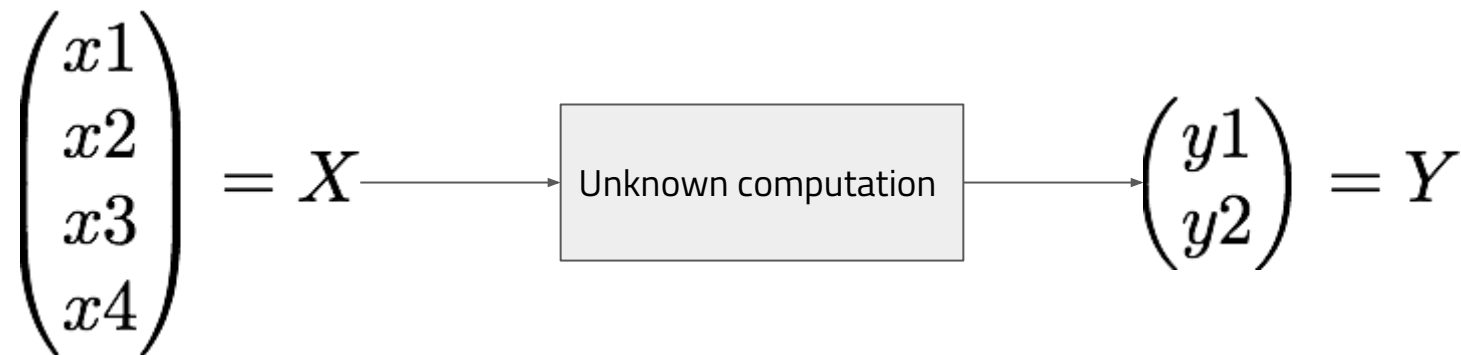 x1
x2
x3
x4
= X
Unknown computation
y1
y2
= Y